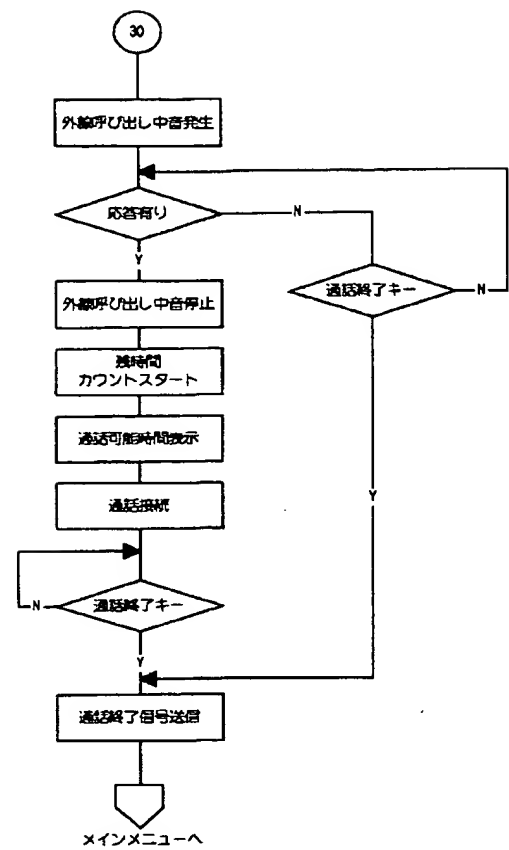 30
外線呼び出し中音発生
応答有り
N
Y
通話終了キー
N
外線呼び出し中音停止
残時間
カウントスタート
通話可能時間表示
通話接続
Y
N
通話終了キー
Y
通話終了信号送信
メインメニューへ